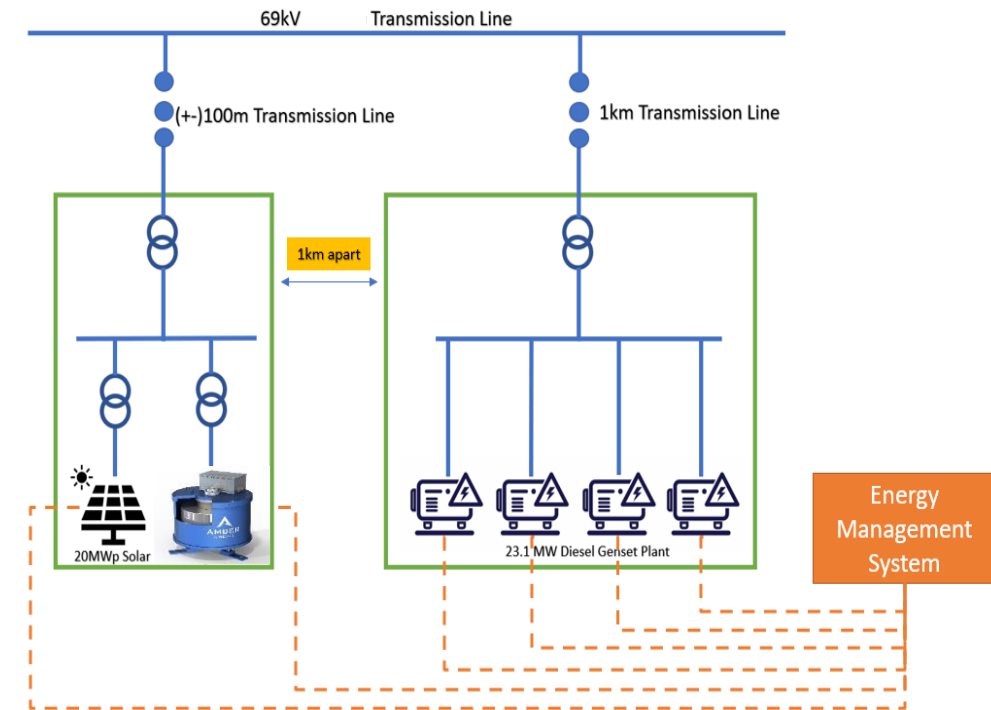 69kV Transmission Line
(+-)100m Transmission Line
1km Transmission Line
1km apart
AMBER
20MWp Solar
23.1 MW Diesel Genset Plant
Energy
Management
System